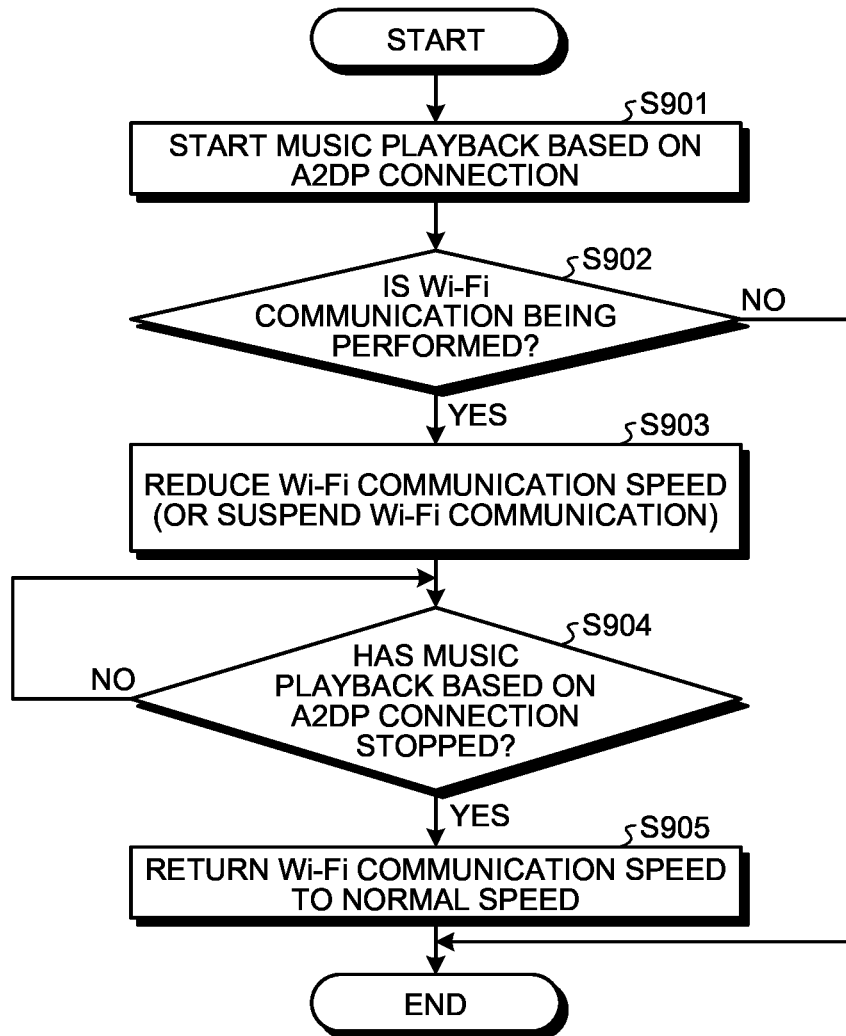 START
S901
START MUSIC PLAYBACK BASED ON
A2DP CONNECTION
S902
IS Wi-Fi
COMMUNICATION BEING
PERFORMED?
NO
YES
S903
REDUCE Wi-Fi COMMUNICATION SPEED
(OR SUSPEND Wi-Fi COMMUNICATION)
S904
HAS MUSIC
PLAYBACK BASED ON
A2DP CONNECTION
STOPPED?
NO
YES
S905
RETURN Wi-Fi COMMUNICATION SPEED
TO NORMAL SPEED
END